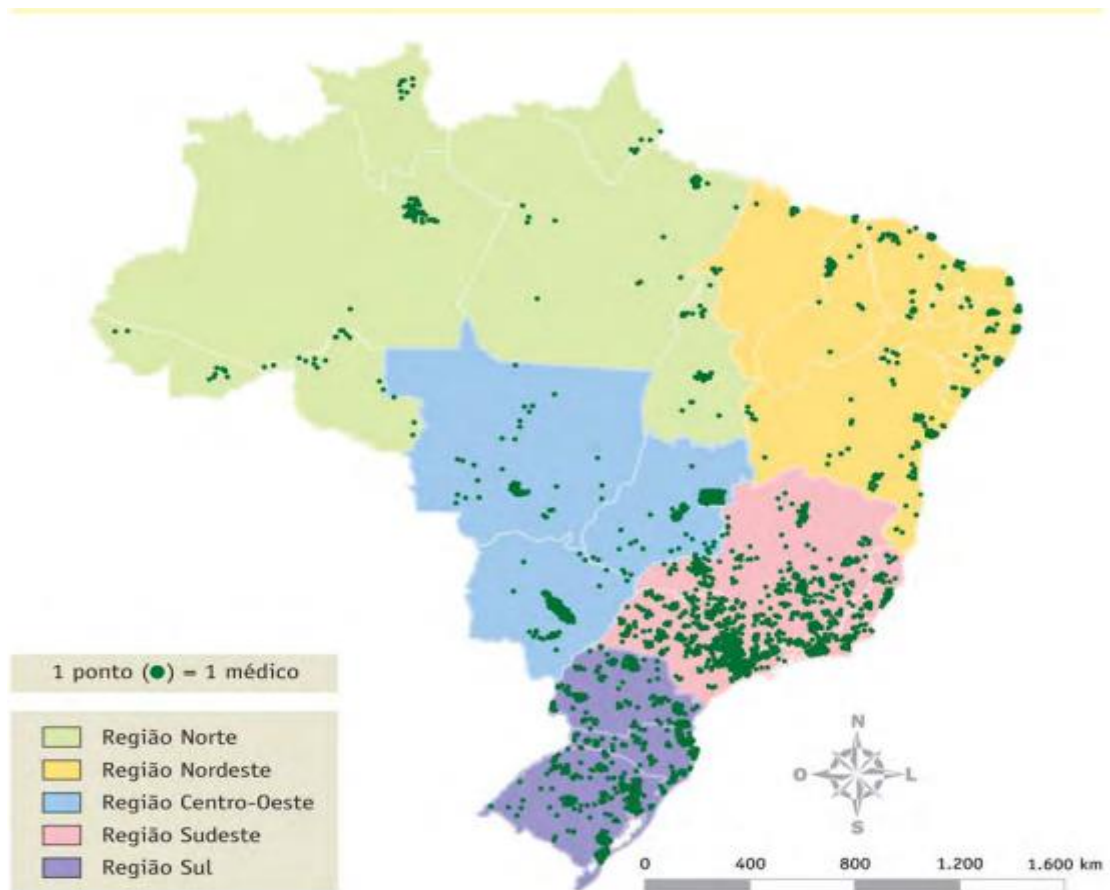 1 ponto (●) = 1 médico
Região Norte
Região Nordeste
Região Centro-Oeste
Região Sudeste
Região Sul
N
O L
S
0 400 800 1.200 1.600 km